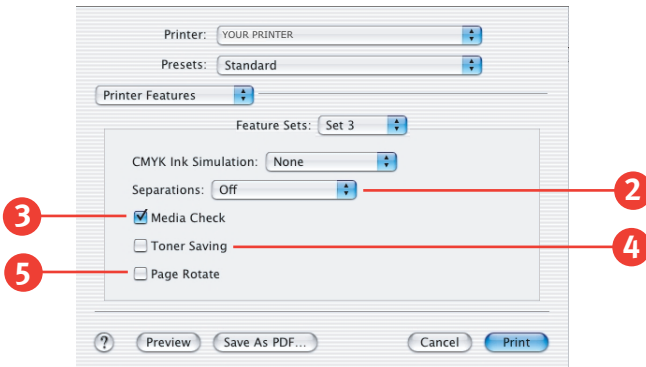 Printer: YOUR PRINTER
Presets: Standard
Printer Features
Feature Sets: Set 3
CMYK Ink Simulation: None
Separations: Off
2
3
Media Check
Toner Saving
4
5
Page Rotate
? Preview Save As PDF... Cancel Print